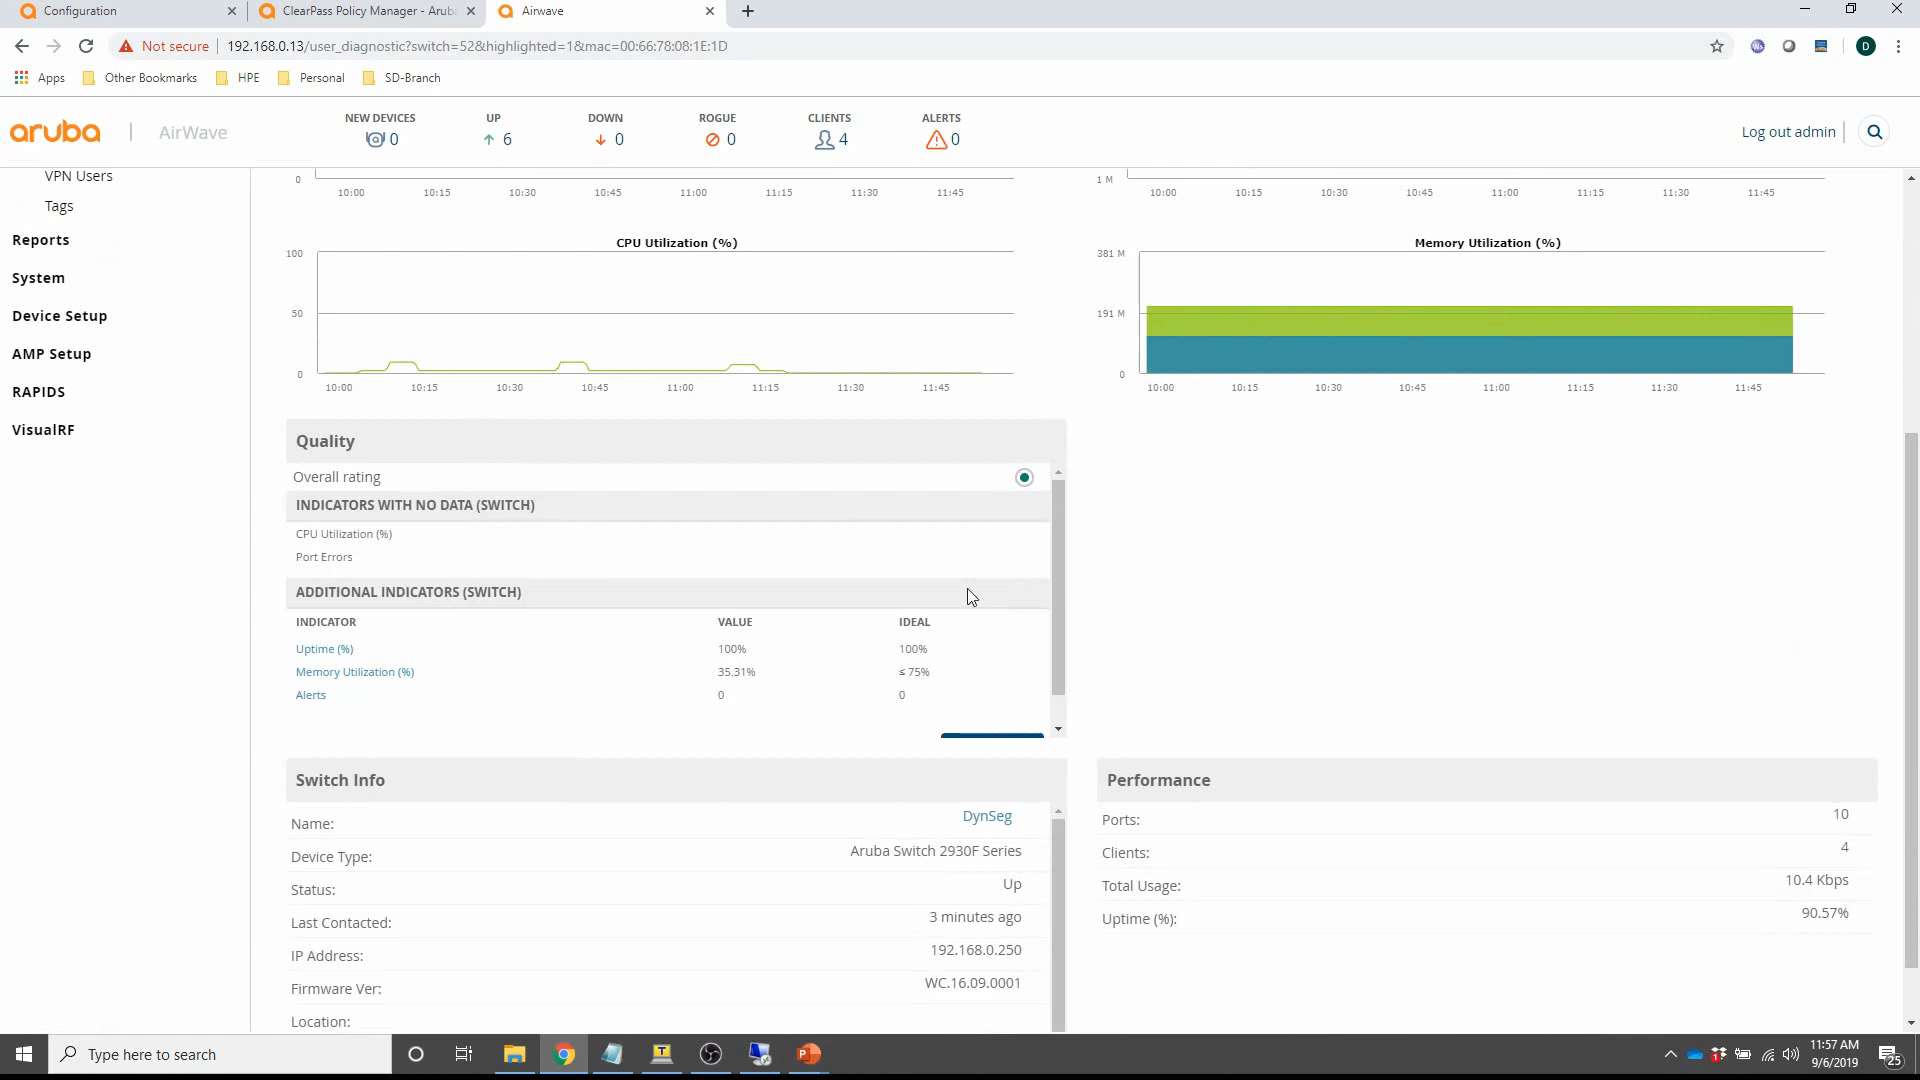 Configuration
ClearPass Policy Manager - Aruba
Airwave
Not secure
192.168.0.13/user_diagnostic?switch=52&highlighted=1&mac=00:66:78:08:1E:1D
D
Apps
Other Bookmarks
HPE
Personal
SD-Branch
aruba
AirWave
NEW DEVICES
0
UP
6
DOWN
0
ROGUE
0
CLIENTS
4
ALERTS
0
Log out admin
VPN Users
Tags
Reports
System
Device Setup
AMP Setup
RAPIDS
VisualRF
0
10:00 10:15 10:30 10:45 11:00 11:15 11:30 11:45
1 M
10:00 10:15 10:30 10:45 11:00 11:15 11:30 11:45
CPU Utilization (%)
100
50
0
10:00 10:15 10:30 10:45 11:00 11:15 11:30 11:45
Memory Utilization (%)
381 M
191 M
0
10:00 10:15 10:30 10:45 11:00 11:15 11:30 11:45
Quality
Overall rating
INDICATORS WITH NO DATA (SWITCH)
CPU Utilization (%)
Port Errors
ADDITIONAL INDICATORS (SWITCH)
INDICATOR VALUE IDEAL
Uptime (%) 100% 100%
Memory Utilization (%) 35.31% ≤ 75%
Alerts 0 0
Switch Info
Name: DynSeg
Device Type: Aruba Switch 2930F Series
Status: Up
Last Contacted: 3 minutes ago
IP Address: 192.168.0.250
Firmware Ver: WC.16.09.0001
Location:
Performance
Ports: 10
Clients: 4
Total Usage: 10.4 Kbps
Uptime (%): 90.57%
Type here to search
11:57 AM
9/6/2019
25